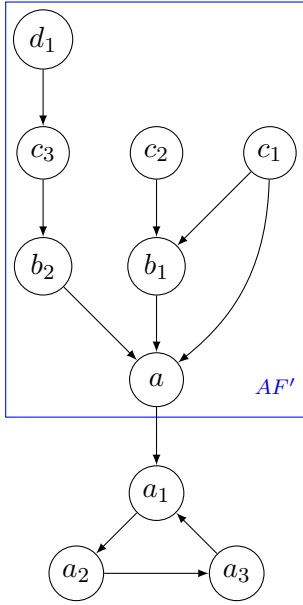 d₁
c₃ c₂ c₁
b₂ b₁
a
AF′
a₁
a₂ a₃